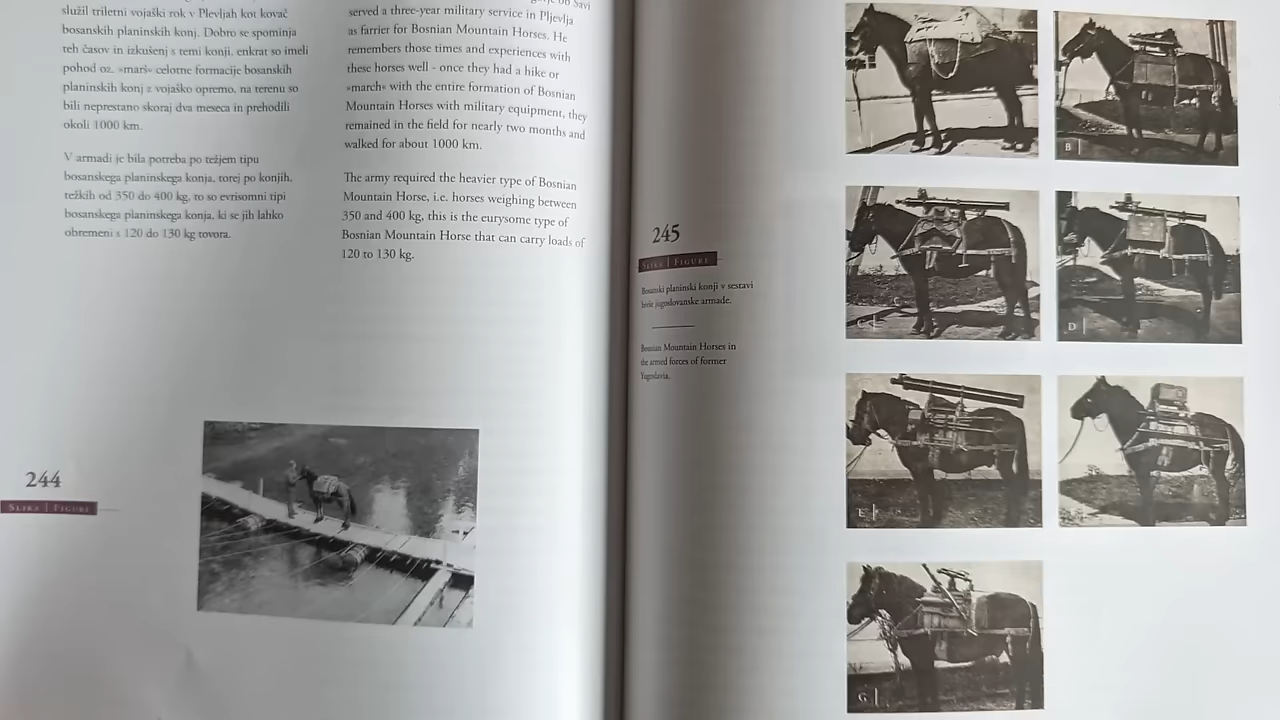 služil triletni vojaški rok v Plevljah kot kovač
bosanskih planinskih konj. Dobro se spominja
teh časov in izkušenj s temi konji, enkrat so imeli
pohod oz. »marš« celotne formacije bosanskih
planinskih konj z vojaško opremo, na terenu so
bili neprestano skoraj dva meseca in prehodili
okoli 1000 km.
V armadi je bila potreba po težjem tipu
bosanskega planinskega konja, torej po konjih,
težkih od 350 do 400 kg, to so evrisomni tipi
bosanskega planinskega konja, ki se jih lahko
obremeni s 120 do 130 kg tovora.
ob Savi
served a three-year military service in Pljevlja
as farrier for Bosnian Mountain Horses. He
remembers those times and experiences with
these horses well - once they had a hike or
»march« with the entire formation of Bosnian
Mountain Horses with military equipment, they
remained in the field for nearly two months and
walked for about 1000 km.
The army required the heavier type of Bosnian
Mountain Horse, i.e. horses weighing between
350 and 400 kg, this is the eurysome type of
Bosnian Mountain Horse that can carry loads of
120 to 130 kg.
244
Slika | Figure
245
Slika | Figure
Bosanski planinski konji v sestavi
bivše jugoslovanske armade.
Bosnian Mountain Horses in
the armed forces of former
Yugoslavia.
B
C
D
E
G